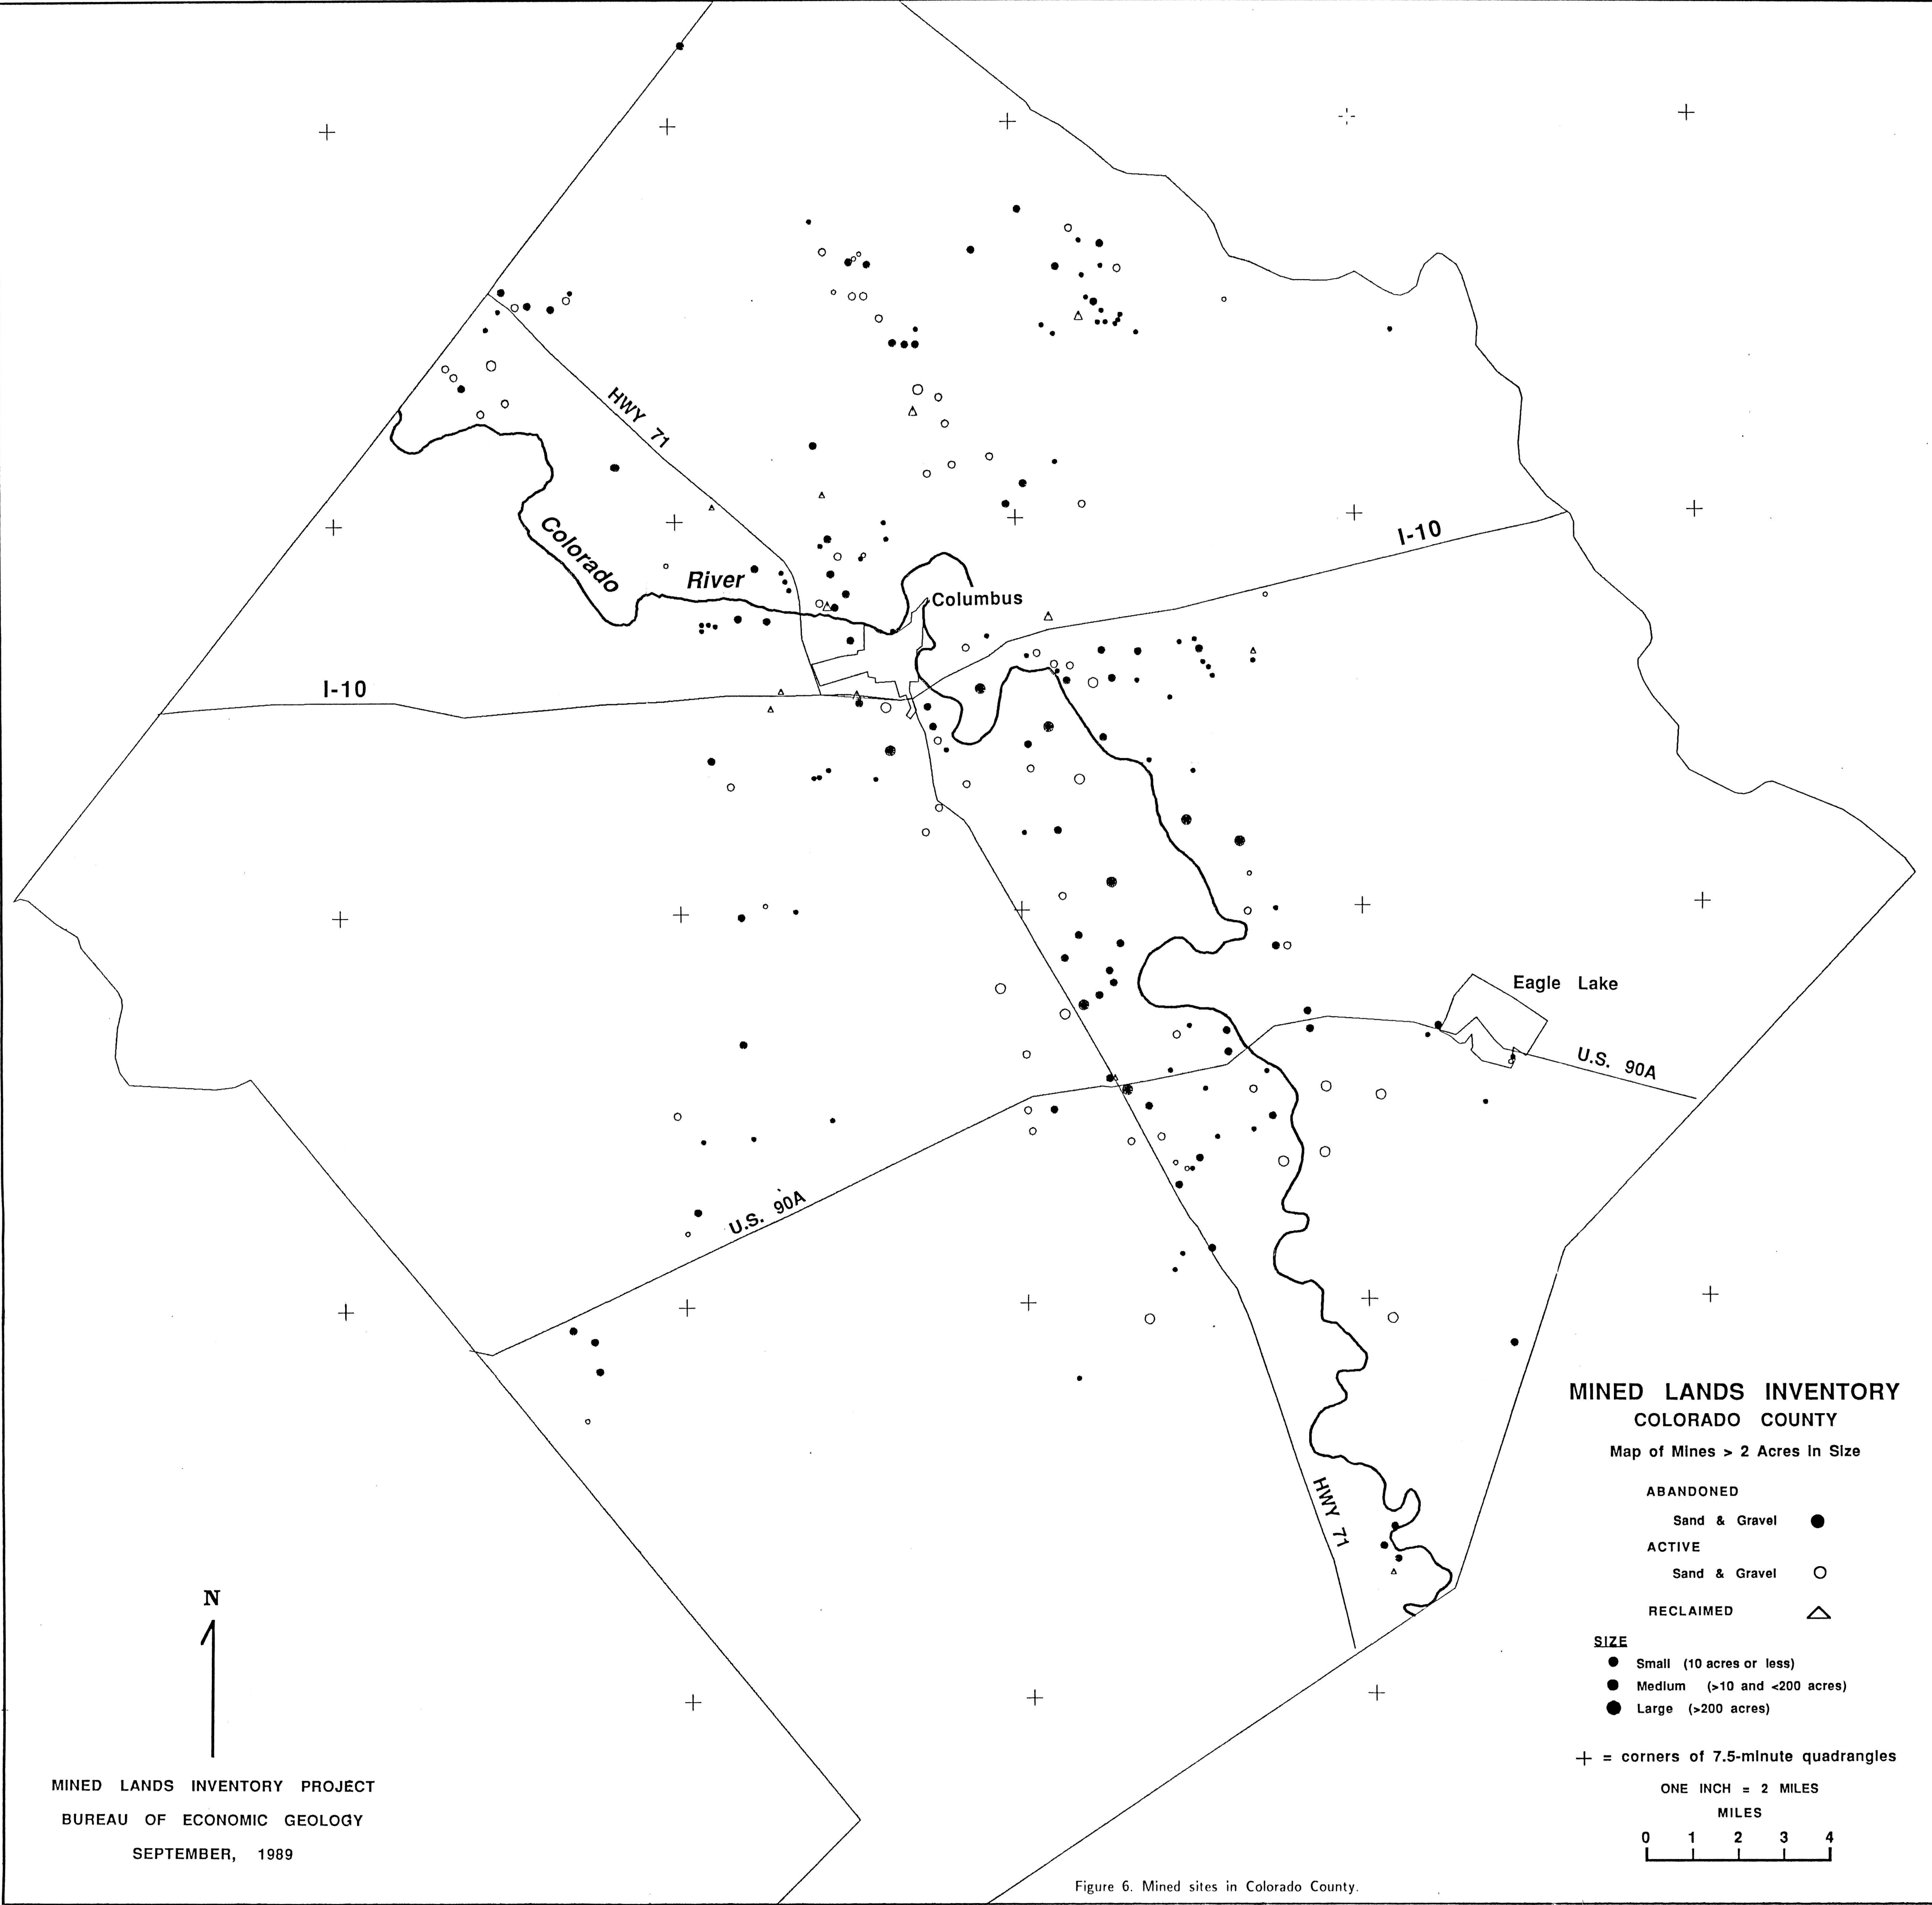 HWY 71
Colorado
River
Columbus
I-10
I-10
Eagle Lake
U.S. 90A
U.S. 90A
HWY 71
MINED LANDS INVENTORY
COLORADO COUNTY
Map of Mines > 2 Acres In Size
ABANDONED
Sand & Gravel
ACTIVE
Sand & Gravel
RECLAIMED
SIZE
Small (10 acres or less)
Medium (>10 and <200 acres)
Large (>200 acres)
+ = corners of 7.5-minute quadrangles
ONE INCH = 2 MILES
MILES
0 1 2 3 4
N
MINED LANDS INVENTORY PROJECT
BUREAU OF ECONOMIC GEOLOGY
SEPTEMBER, 1989
Figure 6. Mined sites in Colorado County.